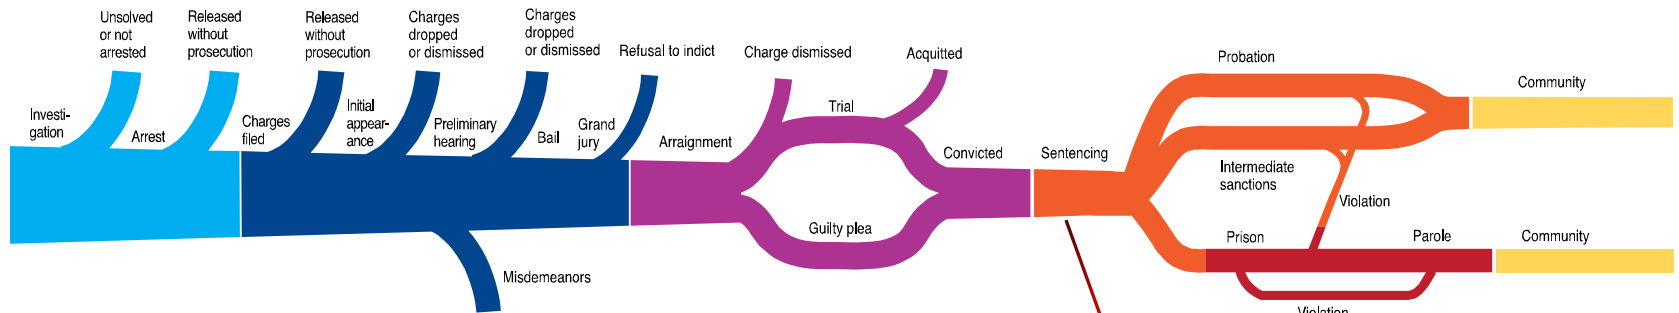 Unsolved
or not
arrested
Released
without
prosecution
Released
without
prosecution
Charges
dropped
or dismissed
Charges
dropped
or dismissed
Refusal to indict
Charge dismissed
Acquitted
Probation
Community
Investi-
gation
Arrest
Charges
filed
Initial
appear-
ance
Preliminary
hearing
Bail
Grand
jury
Arraignment
Trial
Convicted
Sentencing
Intermediate
sanctions
Violation
Guilty plea
Prison
Parole
Community
Misdemeanors
Violation